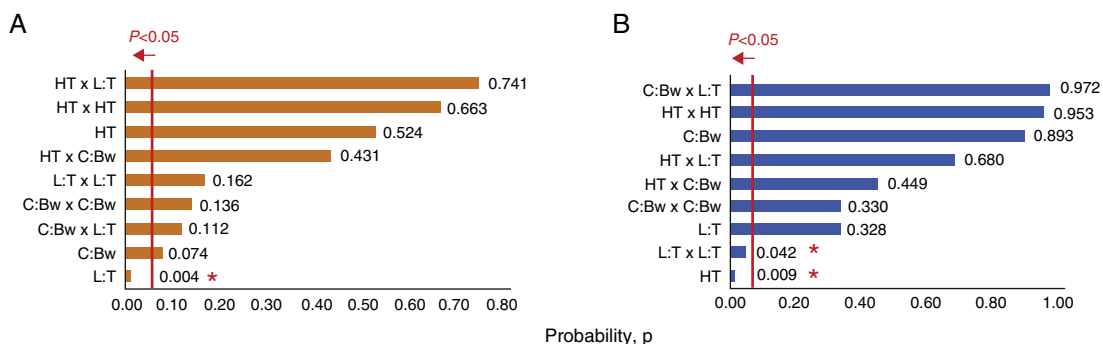 A
P<0.05
HT x L:T 0.741
HT x HT 0.663
HT 0.524
HT x C:Bw 0.431
L:T x L:T 0.162
C:Bw x C:Bw 0.136
C:Bw x L:T 0.112
C:Bw 0.074
L:T 0.004 *
0.00 0.10 0.20 0.30 0.40 0.50 0.60 0.70 0.80
B
P<0.05
C:Bw x L:T 0.972
HT x HT 0.953
C:Bw 0.893
HT x L:T 0.680
HT x C:Bw 0.449
C:Bw x C:Bw 0.330
L:T 0.328
L:T x L:T 0.042 *
HT 0.009 *
0.00 0.20 0.40 0.60 0.80 1.00
Probability, p